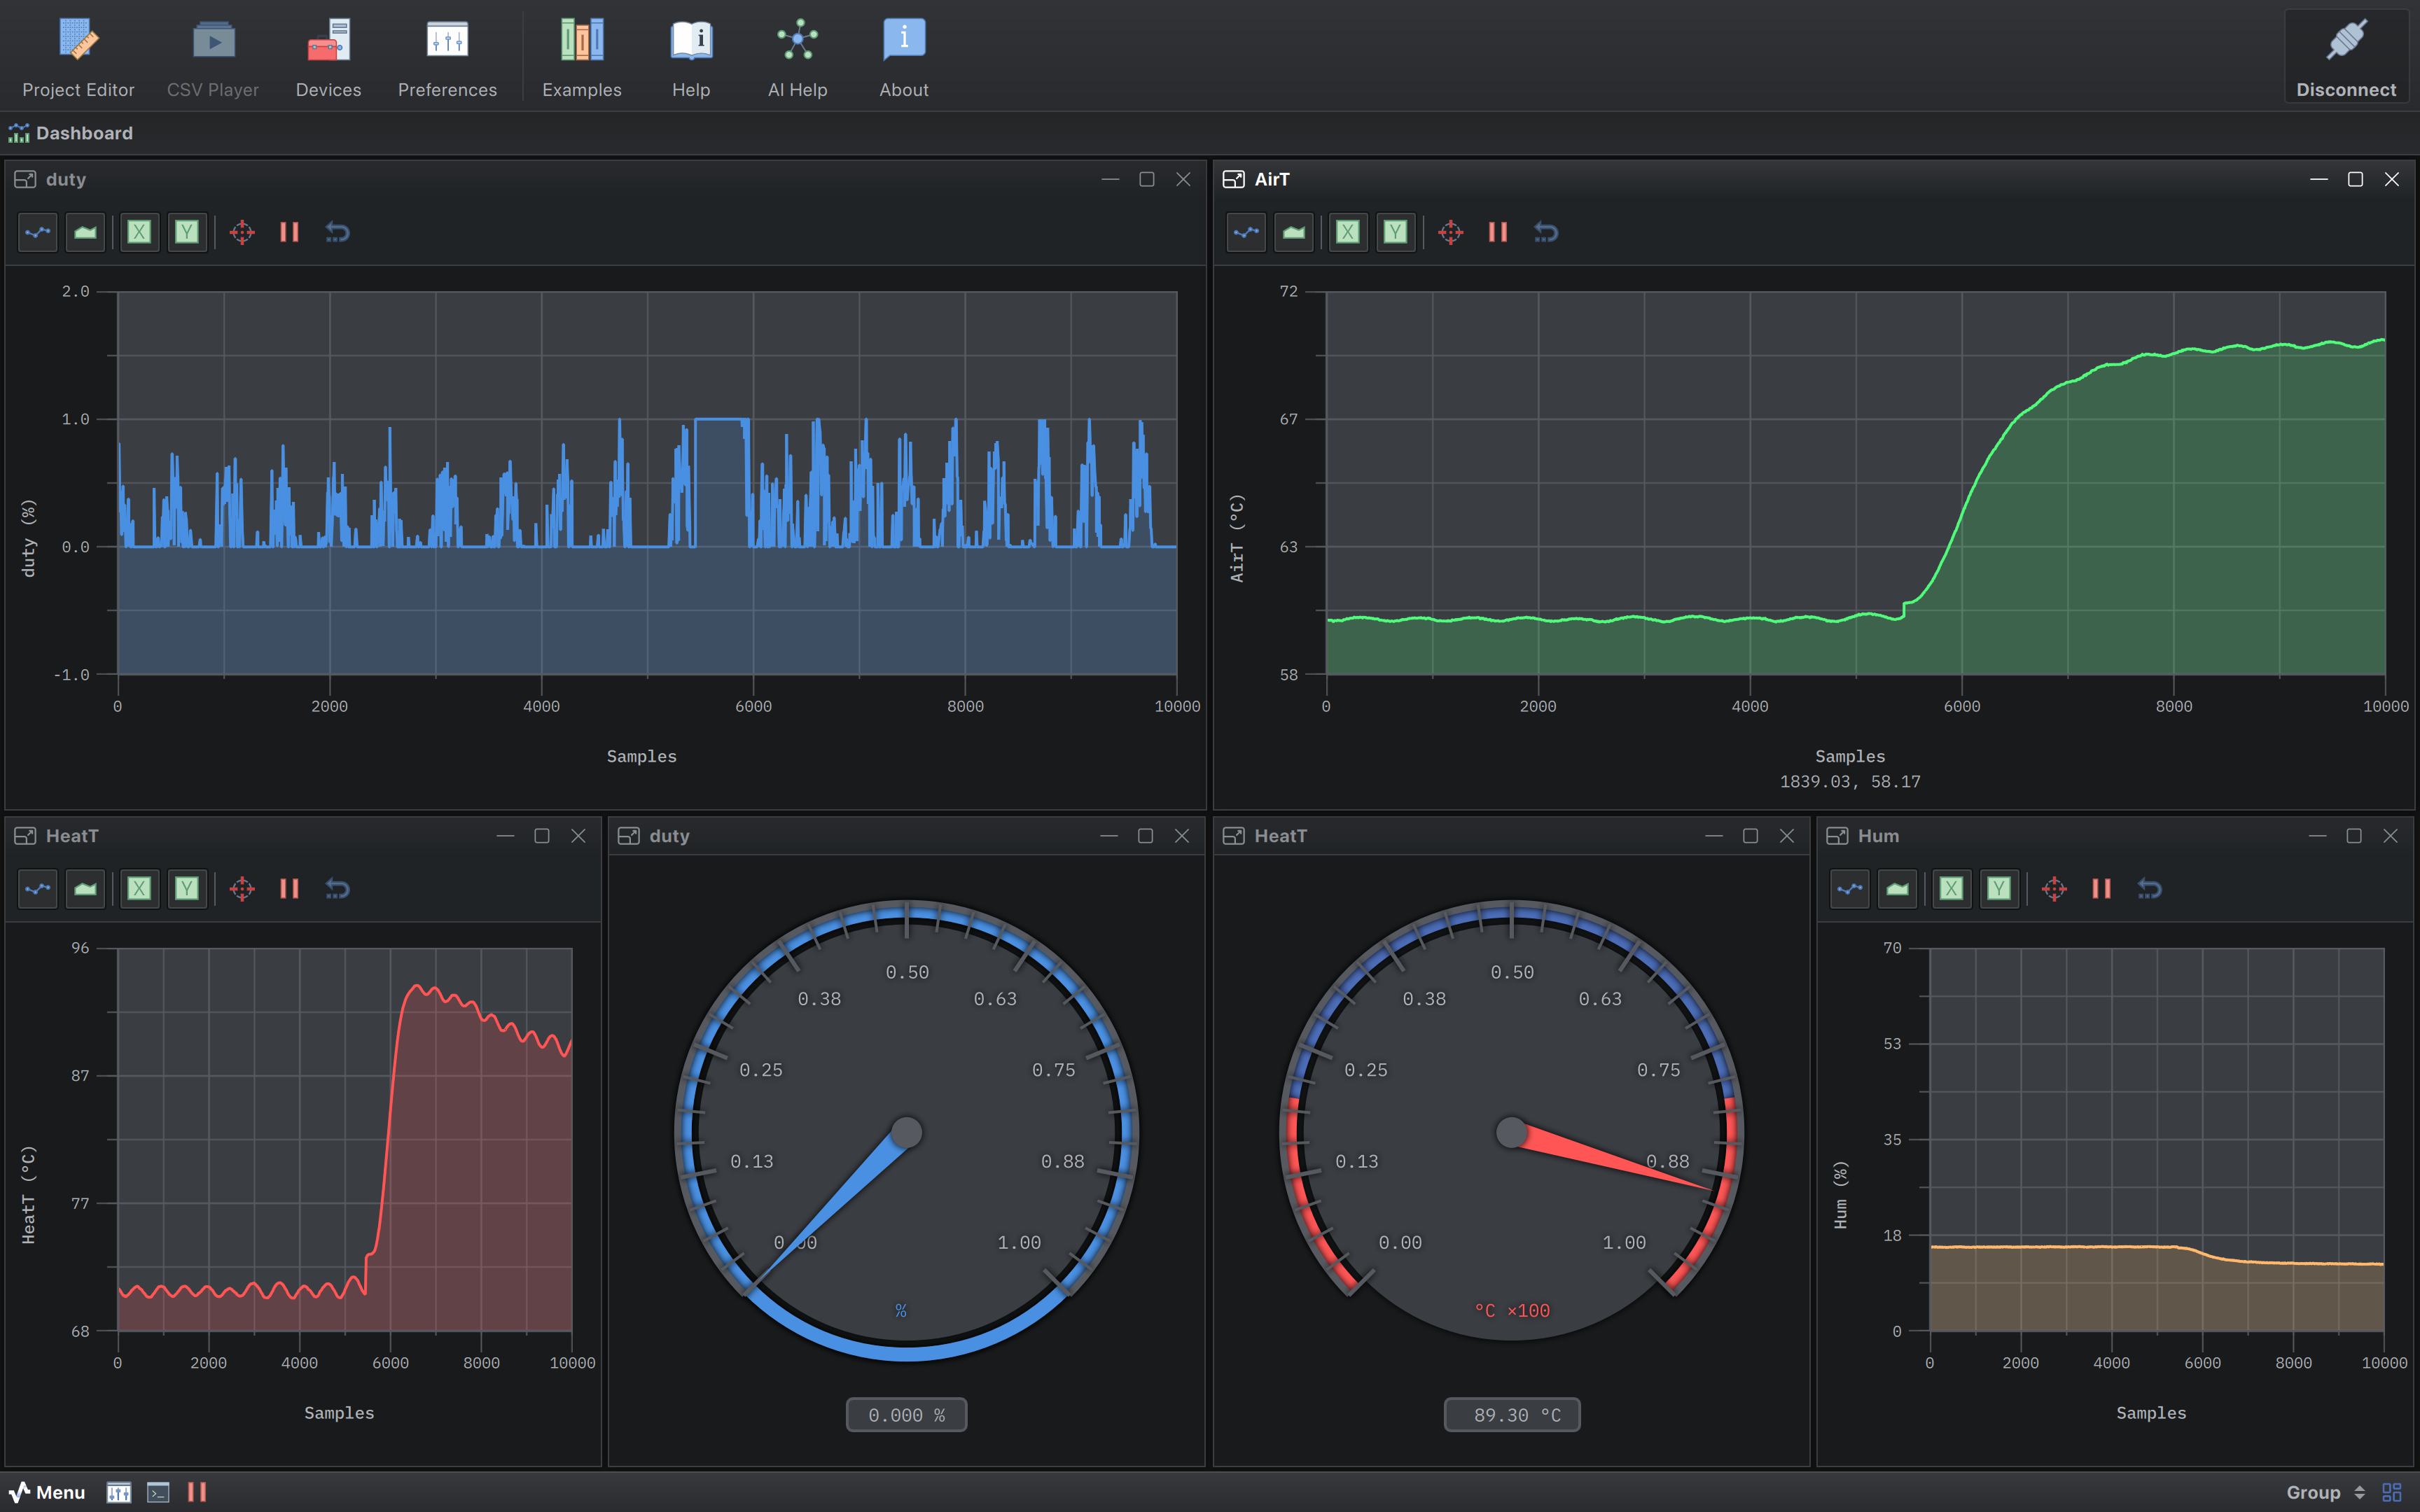 Project Editor CSV Player Devices Preferences Examples Help AI Help About Disconnect
Dashboard
duty
X Y
2.0
1.0
0.0
-1.0
duty (%)
0 2000 4000 6000 8000 10000
Samples
AirT
X Y
72
67
63
58
AirT (°C)
0 2000 4000 6000 8000 10000
Samples
1839.03, 58.17
HeatT
X Y
96
87
77
68
HeatT (°C)
0 2000 4000 6000 8000 10000
Samples
duty
0.50
0.38 0.63
0.25 0.75
0.13 0.88
0.00 1.00
%
0.000 %
HeatT
0.50
0.38 0.63
0.25 0.75
0.13 0.88
0.00 1.00
°C ×100
89.30 °C
Hum
X Y
70
53
35
18
0
Hum (%)
0 2000 4000 6000 8000 10000
Samples
Menu Group